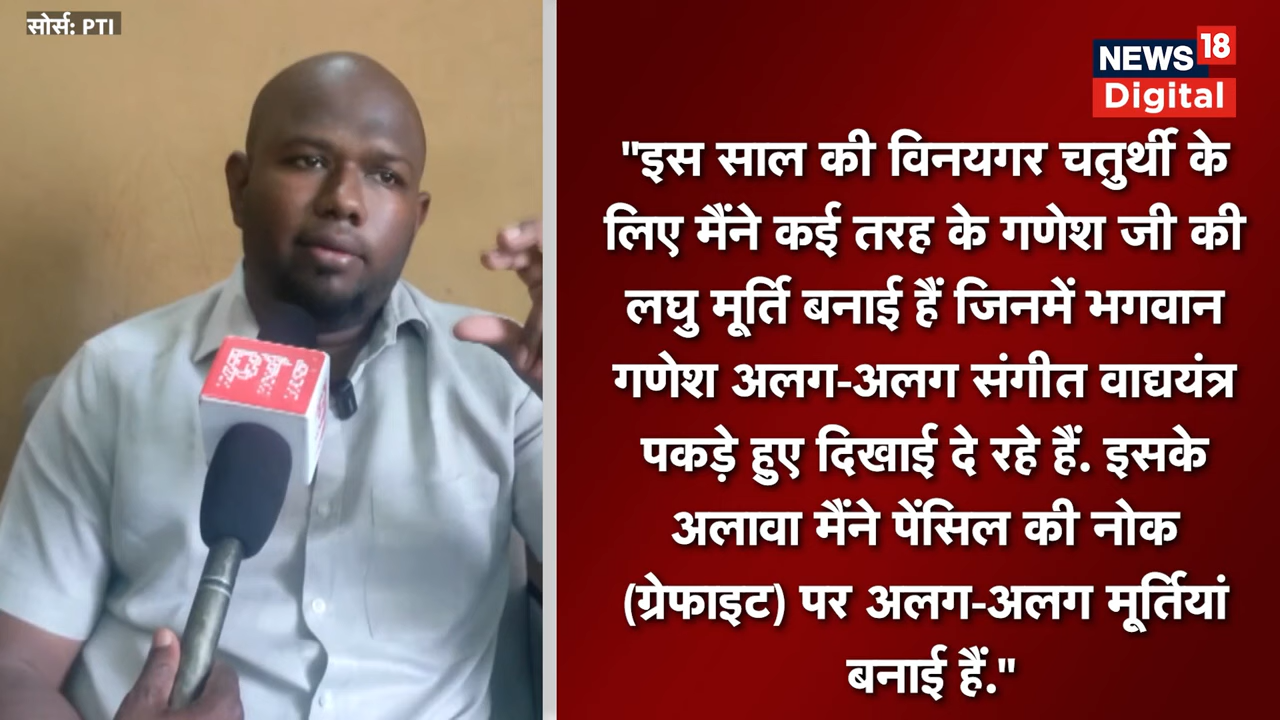 सोर्स: PTI
NEWS 18
Digital
"इस साल की विनयगर चतुर्थी के
लिए मैंने कई तरह के गणेश जी की
लघु मूर्ति बनाई हैं जिनमें भगवान
गणेश अलग-अलग संगीत वाद्ययंत्र
पकड़े हुए दिखाई दे रहे हैं. इसके
अलावा मैंने पेंसिल की नोक
(ग्रेफाइट) पर अलग-अलग मूर्तियां
बनाई हैं."
PTI